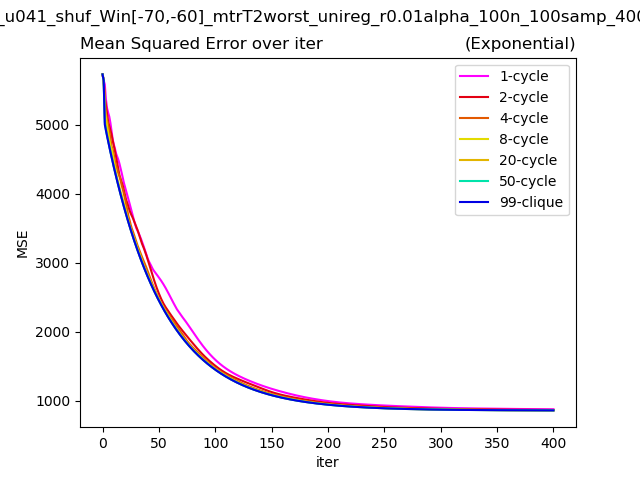 _u041_shuf_Win[-70,-60]_mtrT2worst_unireg_r0.01alpha_100n_100samp_400
Mean Squared Error over iter (Exponential)
1-cycle
2-cycle
4-cycle
8-cycle
20-cycle
50-cycle
99-clique
5000
4000
3000
2000
1000
MSE
0 50 100 150 200 250 300 350 400
iter